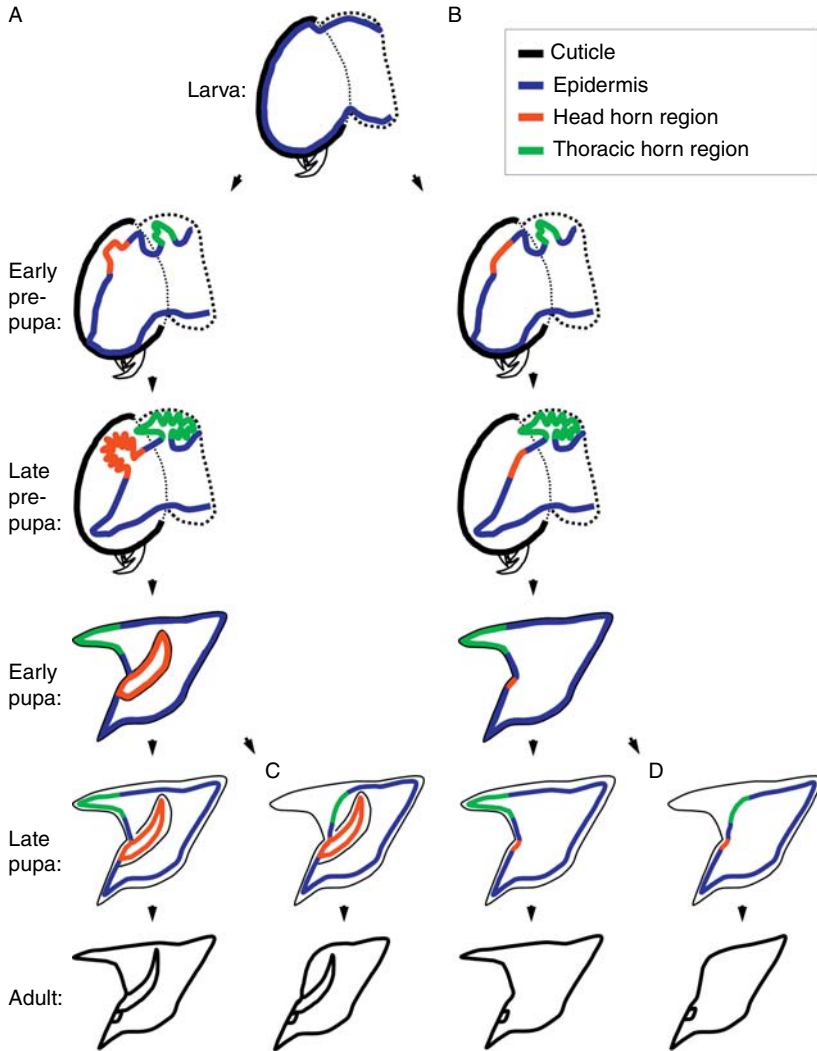 A
B
Cuticle
Epidermis
Head horn region
Thoracic horn region
Larva:
Early
pre-
pupa:
Late
pre-
pupa:
Early
pupa:
C
D
Late
pupa:
Adult: